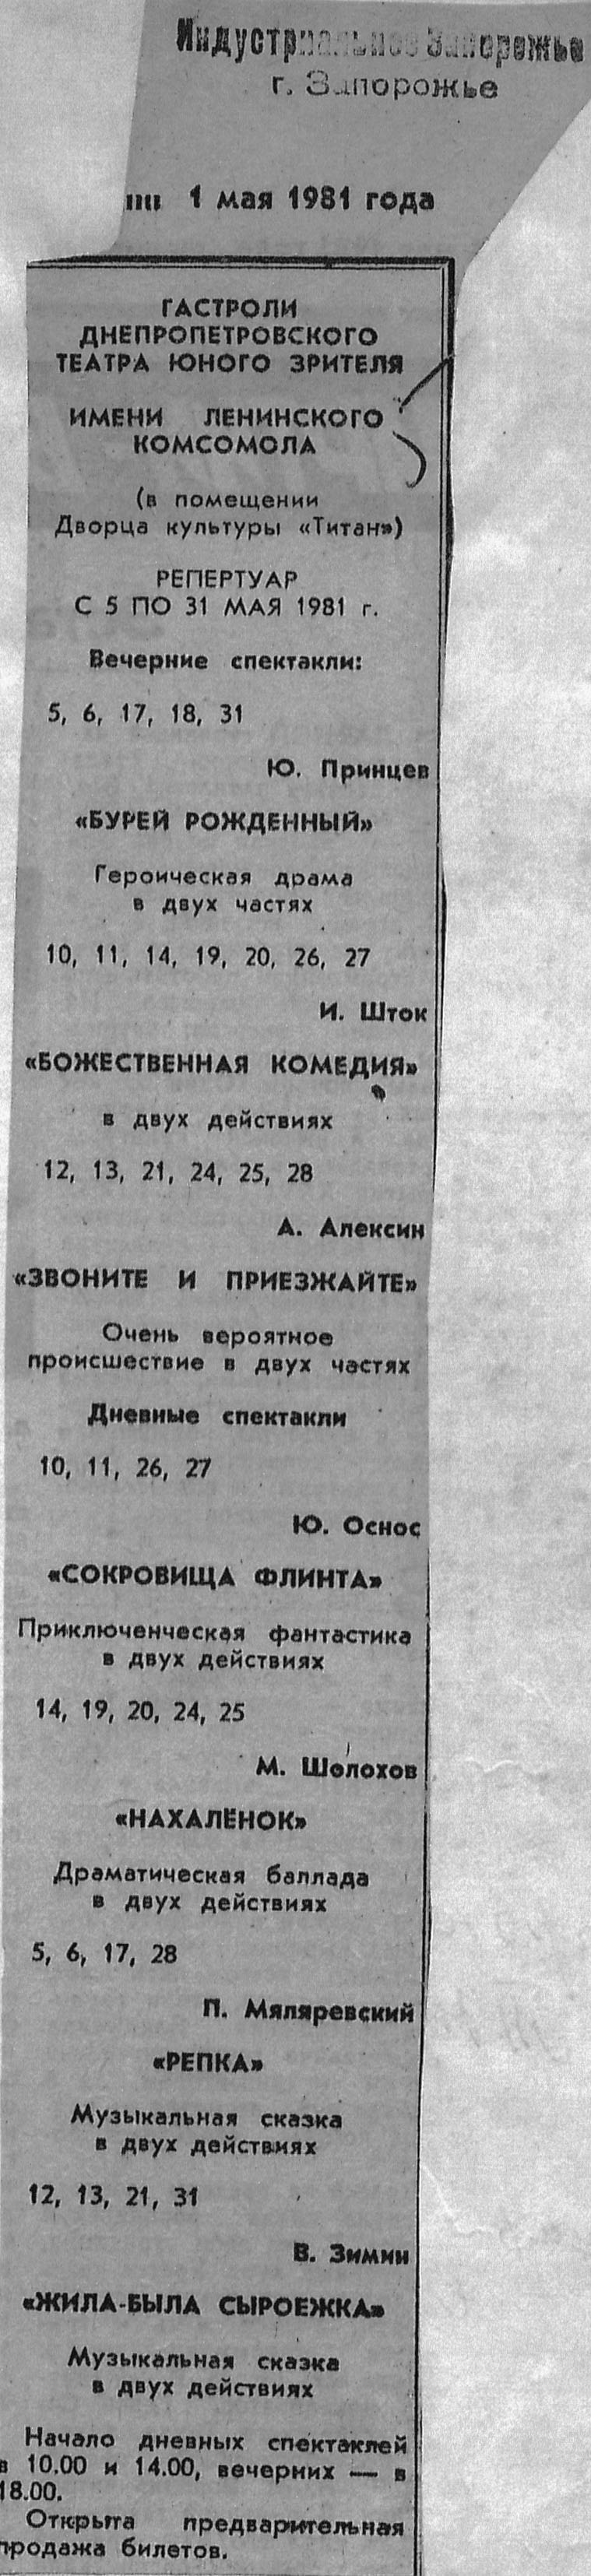 Индустриальное Запорожье
г. Запорожье
1 мая 1981 года
ГАСТРОЛИ
ДНЕПРОПЕТРОВСКОГО
ТЕАТРА ЮНОГО ЗРИТЕЛЯ
ИМЕНИ ЛЕНИНСКОГО
КОМСОМОЛА
(в помещении
Дворца культуры «Титан»)
РЕПЕРТУАР
С 5 ПО 31 МАЯ 1981 г.
Вечерние спектакли:
5, 6, 17, 18, 31
Ю. Принцев
«БУРЕЙ РОЖДЕННЫЙ»
Героическая драма
в двух частях
10, 11, 14, 19, 20, 26, 27
И. Шток
«БОЖЕСТВЕННАЯ КОМЕДИЯ»
в двух действиях
12, 13, 21, 24, 25, 28
А. Алексин
«ЗВОНИТЕ И ПРИЕЗЖАЙТЕ»
Очень вероятное
происшествие в двух частях
Дневные спектакли
10, 11, 26, 27
Ю. Оснос
«СОКРОВИЩА ФЛИНТА»
Приключенческая фантастика
в двух действиях
14, 19, 20, 24, 25
М. Шолохов
«НАХАЛЁНОК»
Драматическая баллада
в двух действиях
5, 6, 17, 28
П. Маляревский
«РЕПКА»
Музыкальная сказка
в двух действиях
12, 13, 21, 31
В. Зимин
«ЖИЛА-БЫЛА СЫРОЕЖКА»
Музыкальная сказка
в двух действиях
Начало дневных спектаклей
в 10.00 и 14.00, вечерних — в
18.00.
Открыта предварительная
продажа билетов.